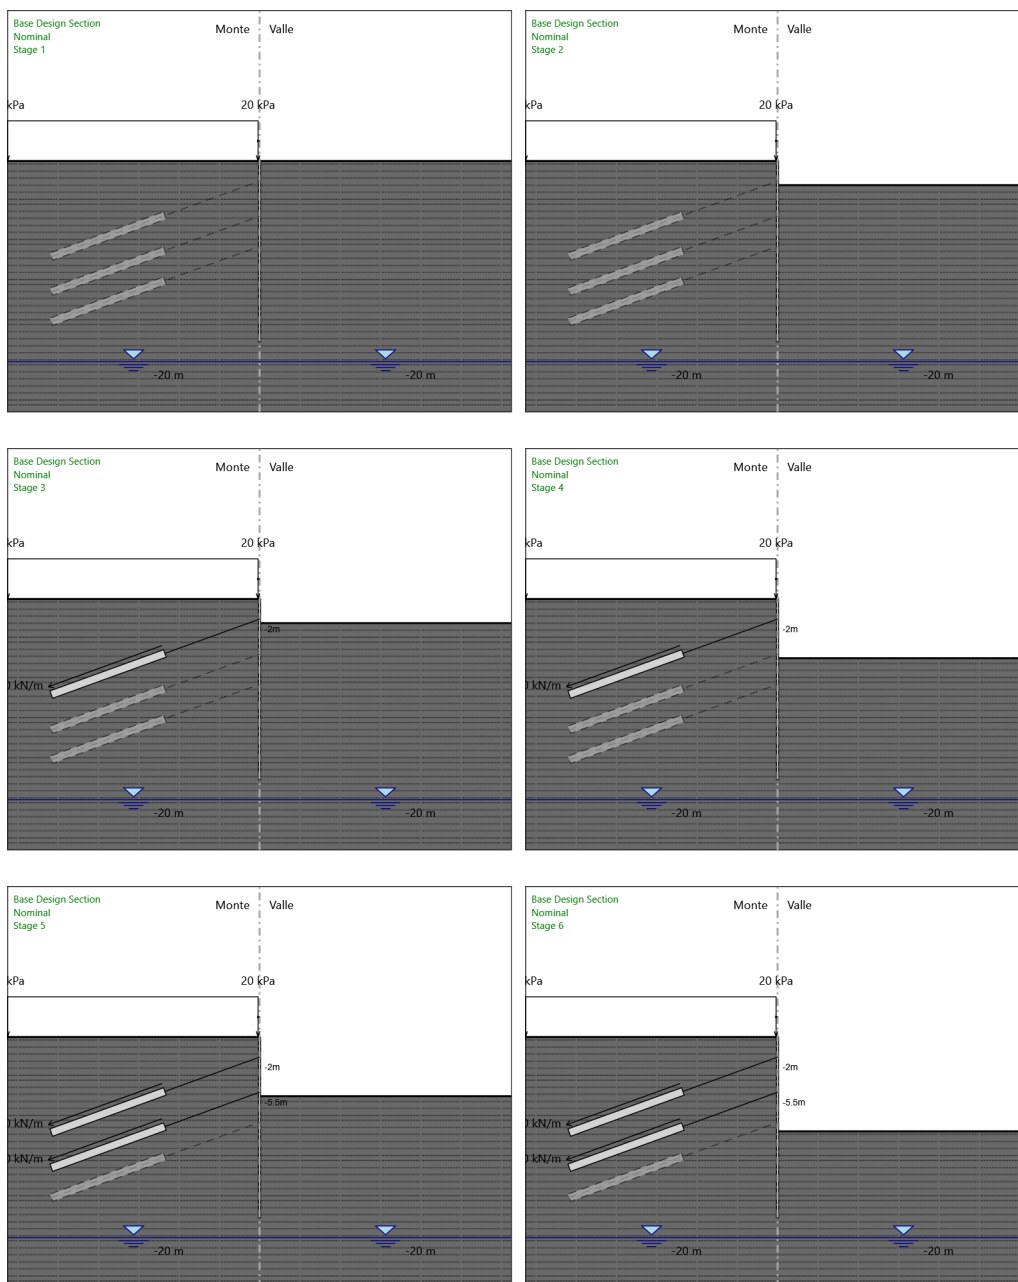 Base Design Section
Nominal
Stage 1
Monte Valle
kPa 20 kPa
-20 m -20 m
Base Design Section
Nominal
Stage 2
Monte Valle
kPa 20 kPa
-20 m -20 m
Base Design Section
Nominal
Stage 3
Monte Valle
kPa 20 kPa
-2m
kN/m
-20 m -20 m
Base Design Section
Nominal
Stage 4
Monte Valle
kPa 20 kPa
-2m
kN/m
-20 m -20 m
Base Design Section
Nominal
Stage 5
Monte Valle
kPa 20 kPa
-2m
-5.5m
kN/m
kN/m
-20 m -20 m
Base Design Section
Nominal
Stage 6
Monte Valle
kPa 20 kPa
-2m
-5.5m
kN/m
kN/m
-20 m -20 m